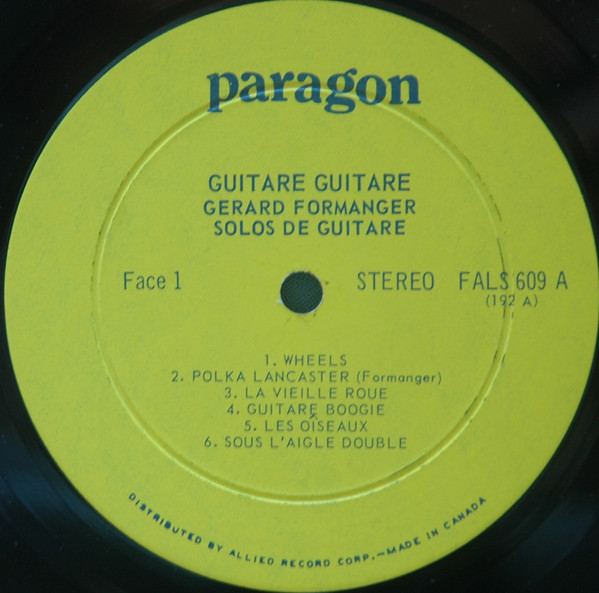 paragon
GUITARE GUITARE
GERARD FORMANGER
SOLOS DE GUITARE
Face 1 STEREO FALS 609 A
(192 A)
1. WHEELS
2. POLKA LANCASTER (Formanger)
3. LA VIEILLE ROUE
4. GUITARE BOOGIE
5. LES OISEAUX
6. SOUS L'AIGLE DOUBLE
DISTRIBUTED BY ALLIED RECORD CORP.—MADE IN CANADA